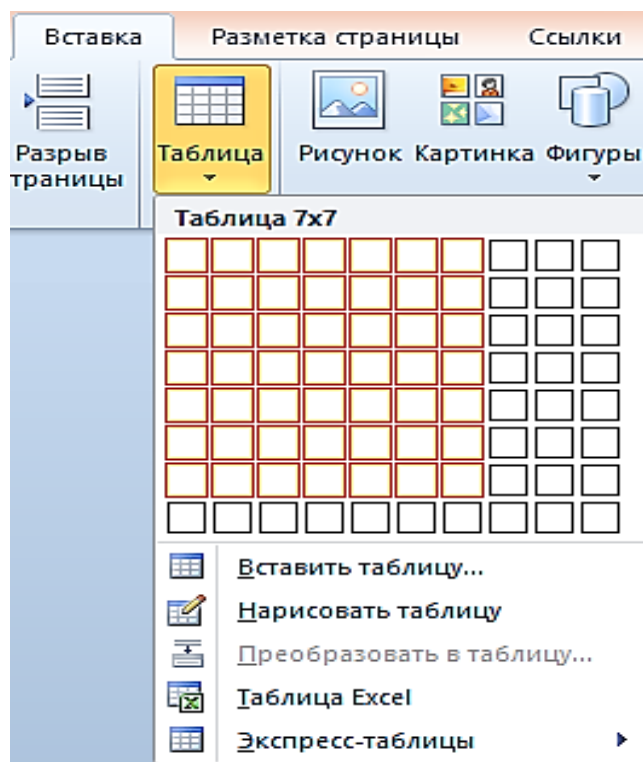 Вставка Разметка страницы Ссылки
Разрыв Таблица Рисунок Картинка Фигуры
траницы
Таблица 7x7
Вставить таблицу...
Нарисовать таблицу
Преобразовать в таблицу...
Таблица Excel
Экспресс-таблицы